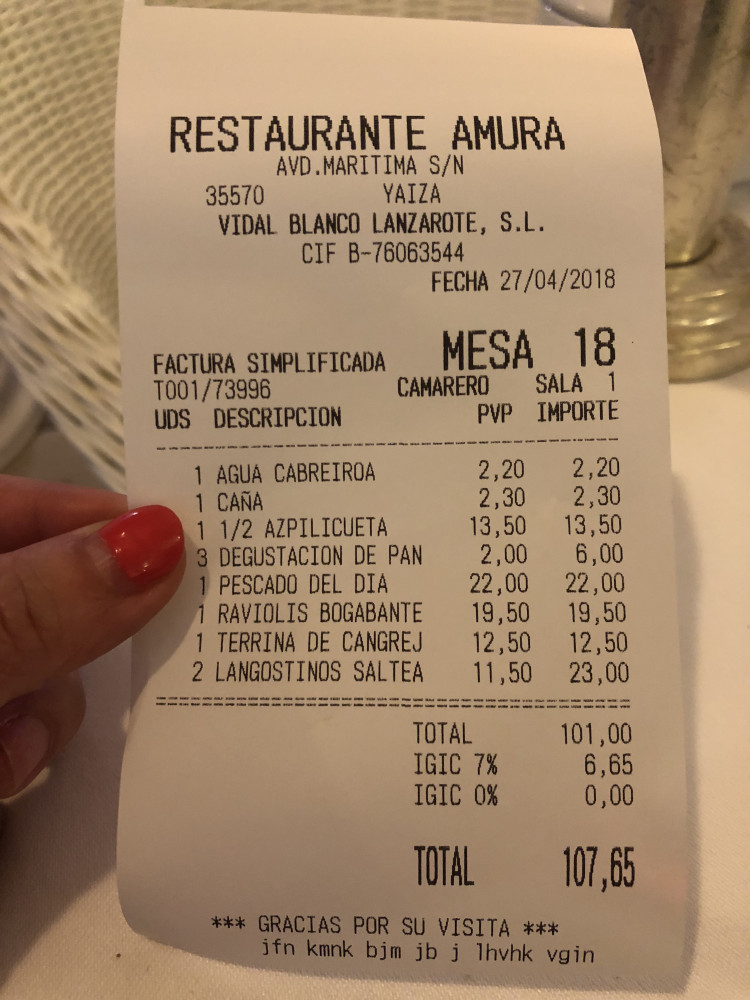 RESTAURANTE AMURA
AVD.MARITIMA S/N
35570 YAIZA
VIDAL BLANCO LANZAROTE, S.L.
CIF B-76063544
FECHA 27/04/2018
FACTURA SIMPLIFICADA MESA 18
T001/73996 CAMARERO SALA 1
UDS DESCRIPCION PVP IMPORTE
1 AGUA CABREIROA 2,20 2,20
1 CAÑA 2,30 2,30
1 1/2 AZPILICUETA 13,50 13,50
3 DEGUSTACION DE PAN 2,00 6,00
1 PESCADO DEL DIA 22,00 22,00
1 RAVIOLIS BOGABANTE 19,50 19,50
1 TERRINA DE CANGREJ 12,50 12,50
2 LANGOSTINOS SALTEA 11,50 23,00
TOTAL 101,00
IGIC 7% 6,65
IGIC 0% 0,00
TOTAL 107,65
*** GRACIAS POR SU VISITA ***
jfn kmnk bjm jb j lhvhk vgin